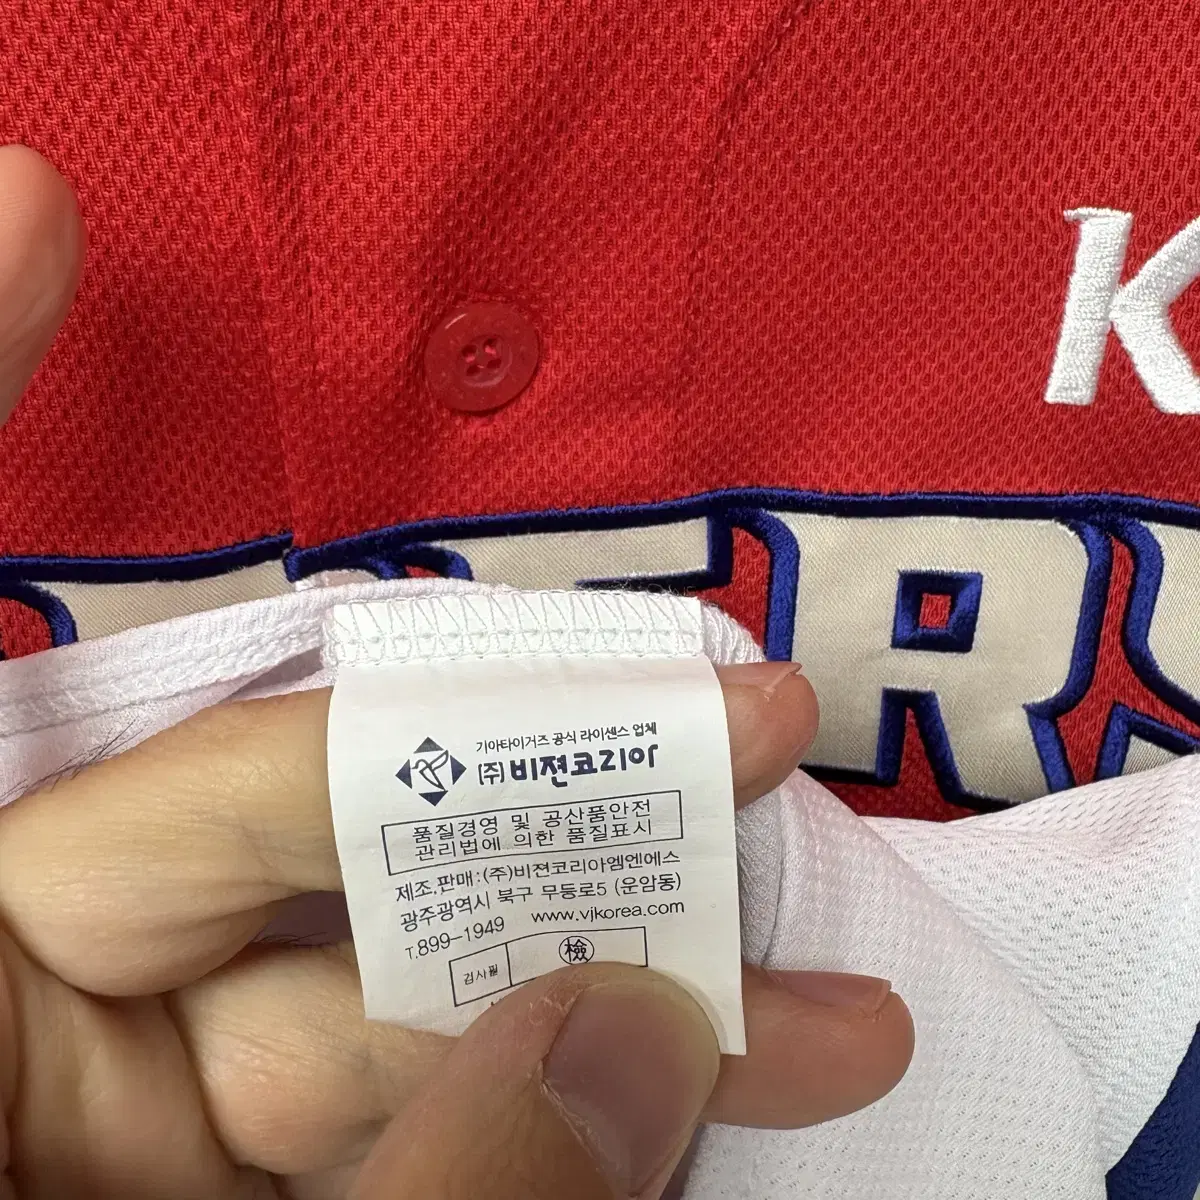 K
ERS
기아타이거즈 공식 라이센스 업체
(주)비젼코리아
품질경영 및 공산품안전
관리법에 의한 품질표시
제조,판매:(주)비젼코리아엠엔에스
광주광역시 북구 무등로5 (운암동)
T.899-1949 www.vjkorea.com
검사필 檢